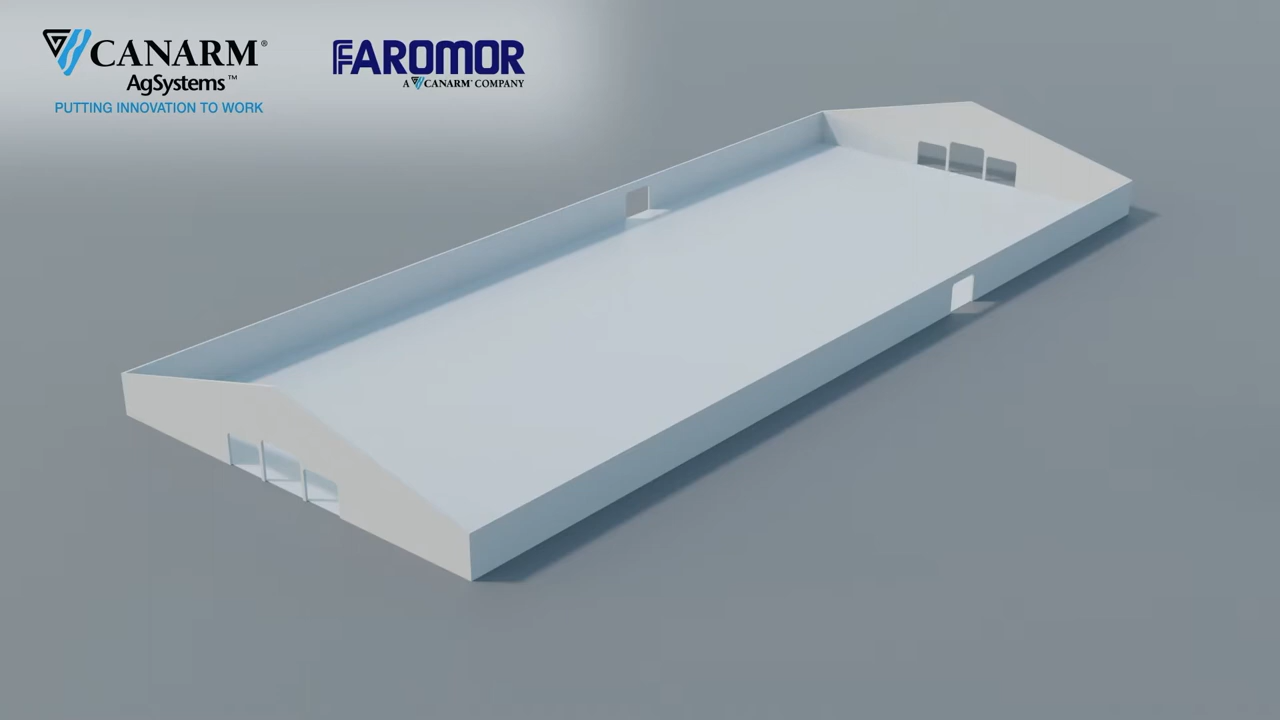 CANARM®
AgSystems™
PUTTING INNOVATION TO WORK
FAROMOR
A CANARM® COMPANY